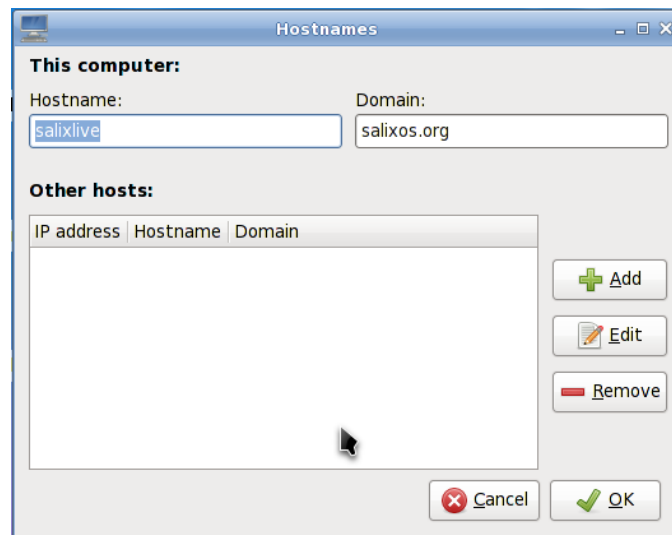 Hostnames
This computer:
Hostname: Domain:
salixlive salixos.org
Other hosts:
IP address Hostname Domain
Add
Edit
Remove
Cancel OK